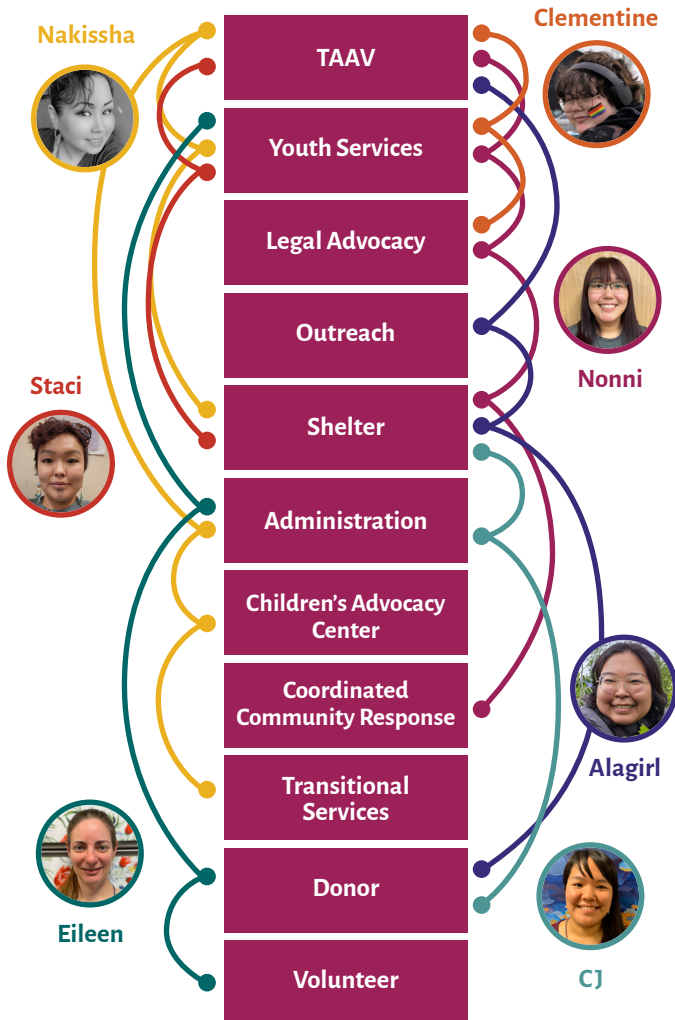 Nakissha
Clementine
TAAV
Youth Services
Legal Advocacy
Outreach
Nonni
Staci
Shelter
Administration
Children's Advocacy
Center
Coordinated
Community Response
Alagirl
Transitional
Services
Donor
Eileen
CJ
Volunteer